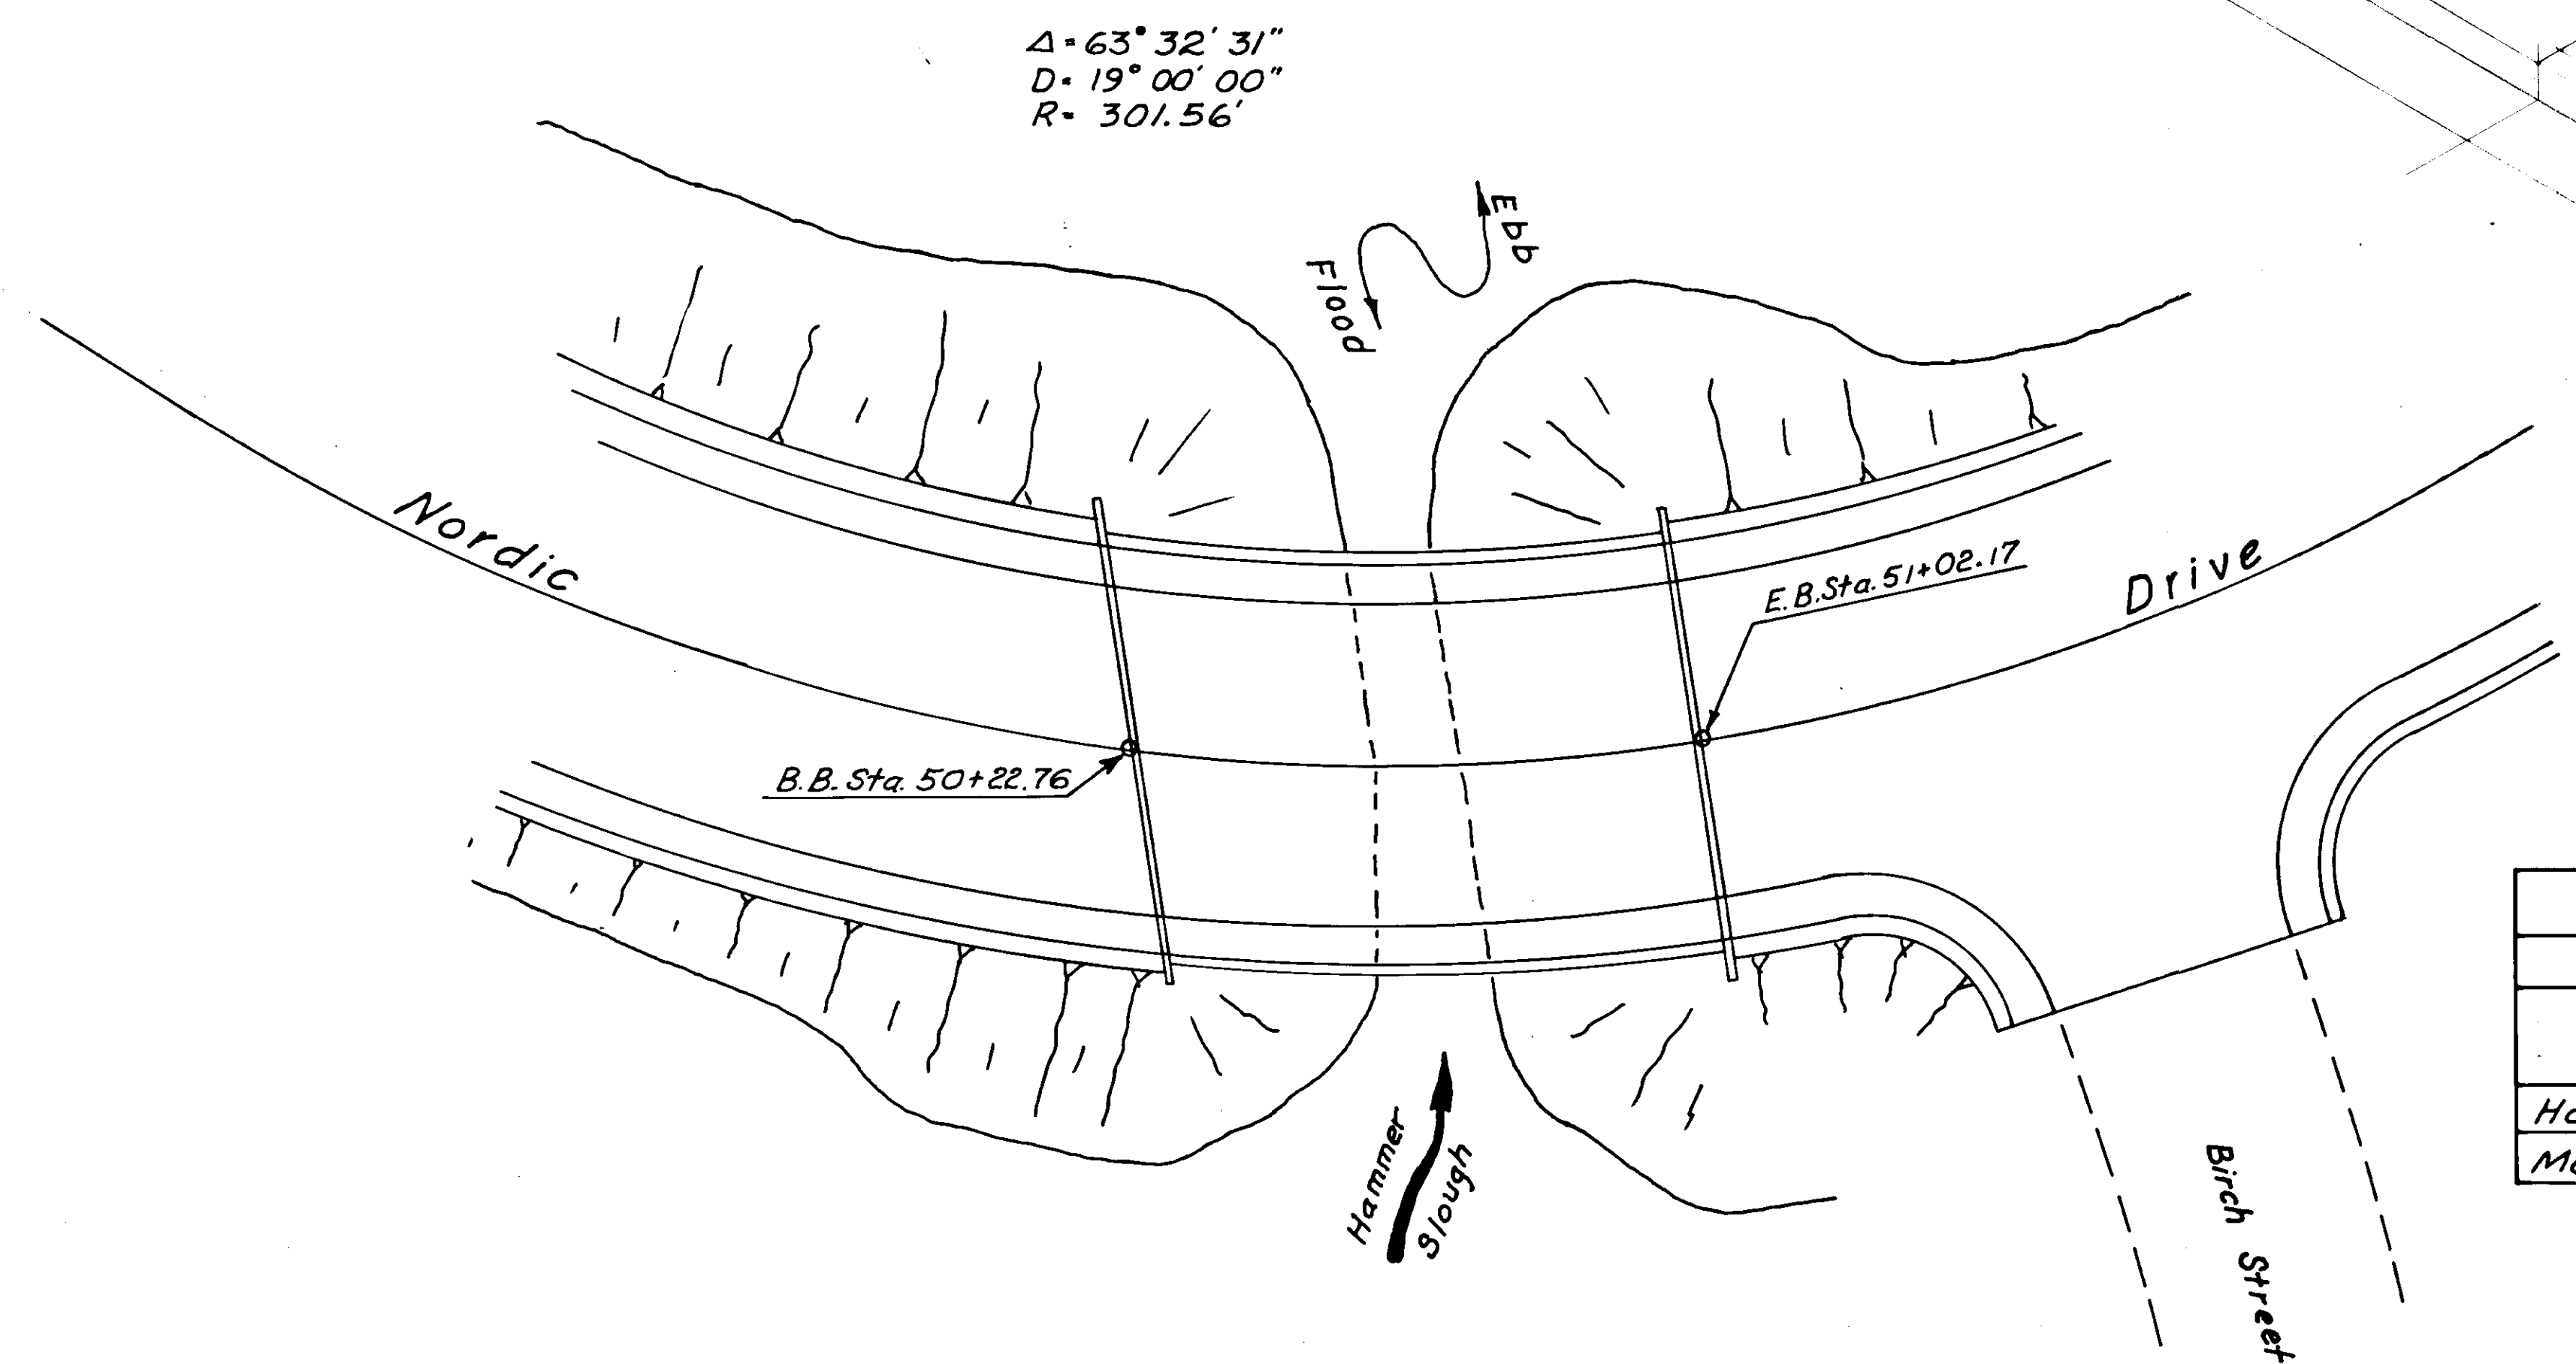 Δ = 63° 32' 31"
D = 19° 00' 00"
R = 301.56'
Ebb
Flood
Nordic
Drive
E.B. Sta. 51+02.17
B.B. Sta. 50+22.76
Hammer
Slough
Birch Street